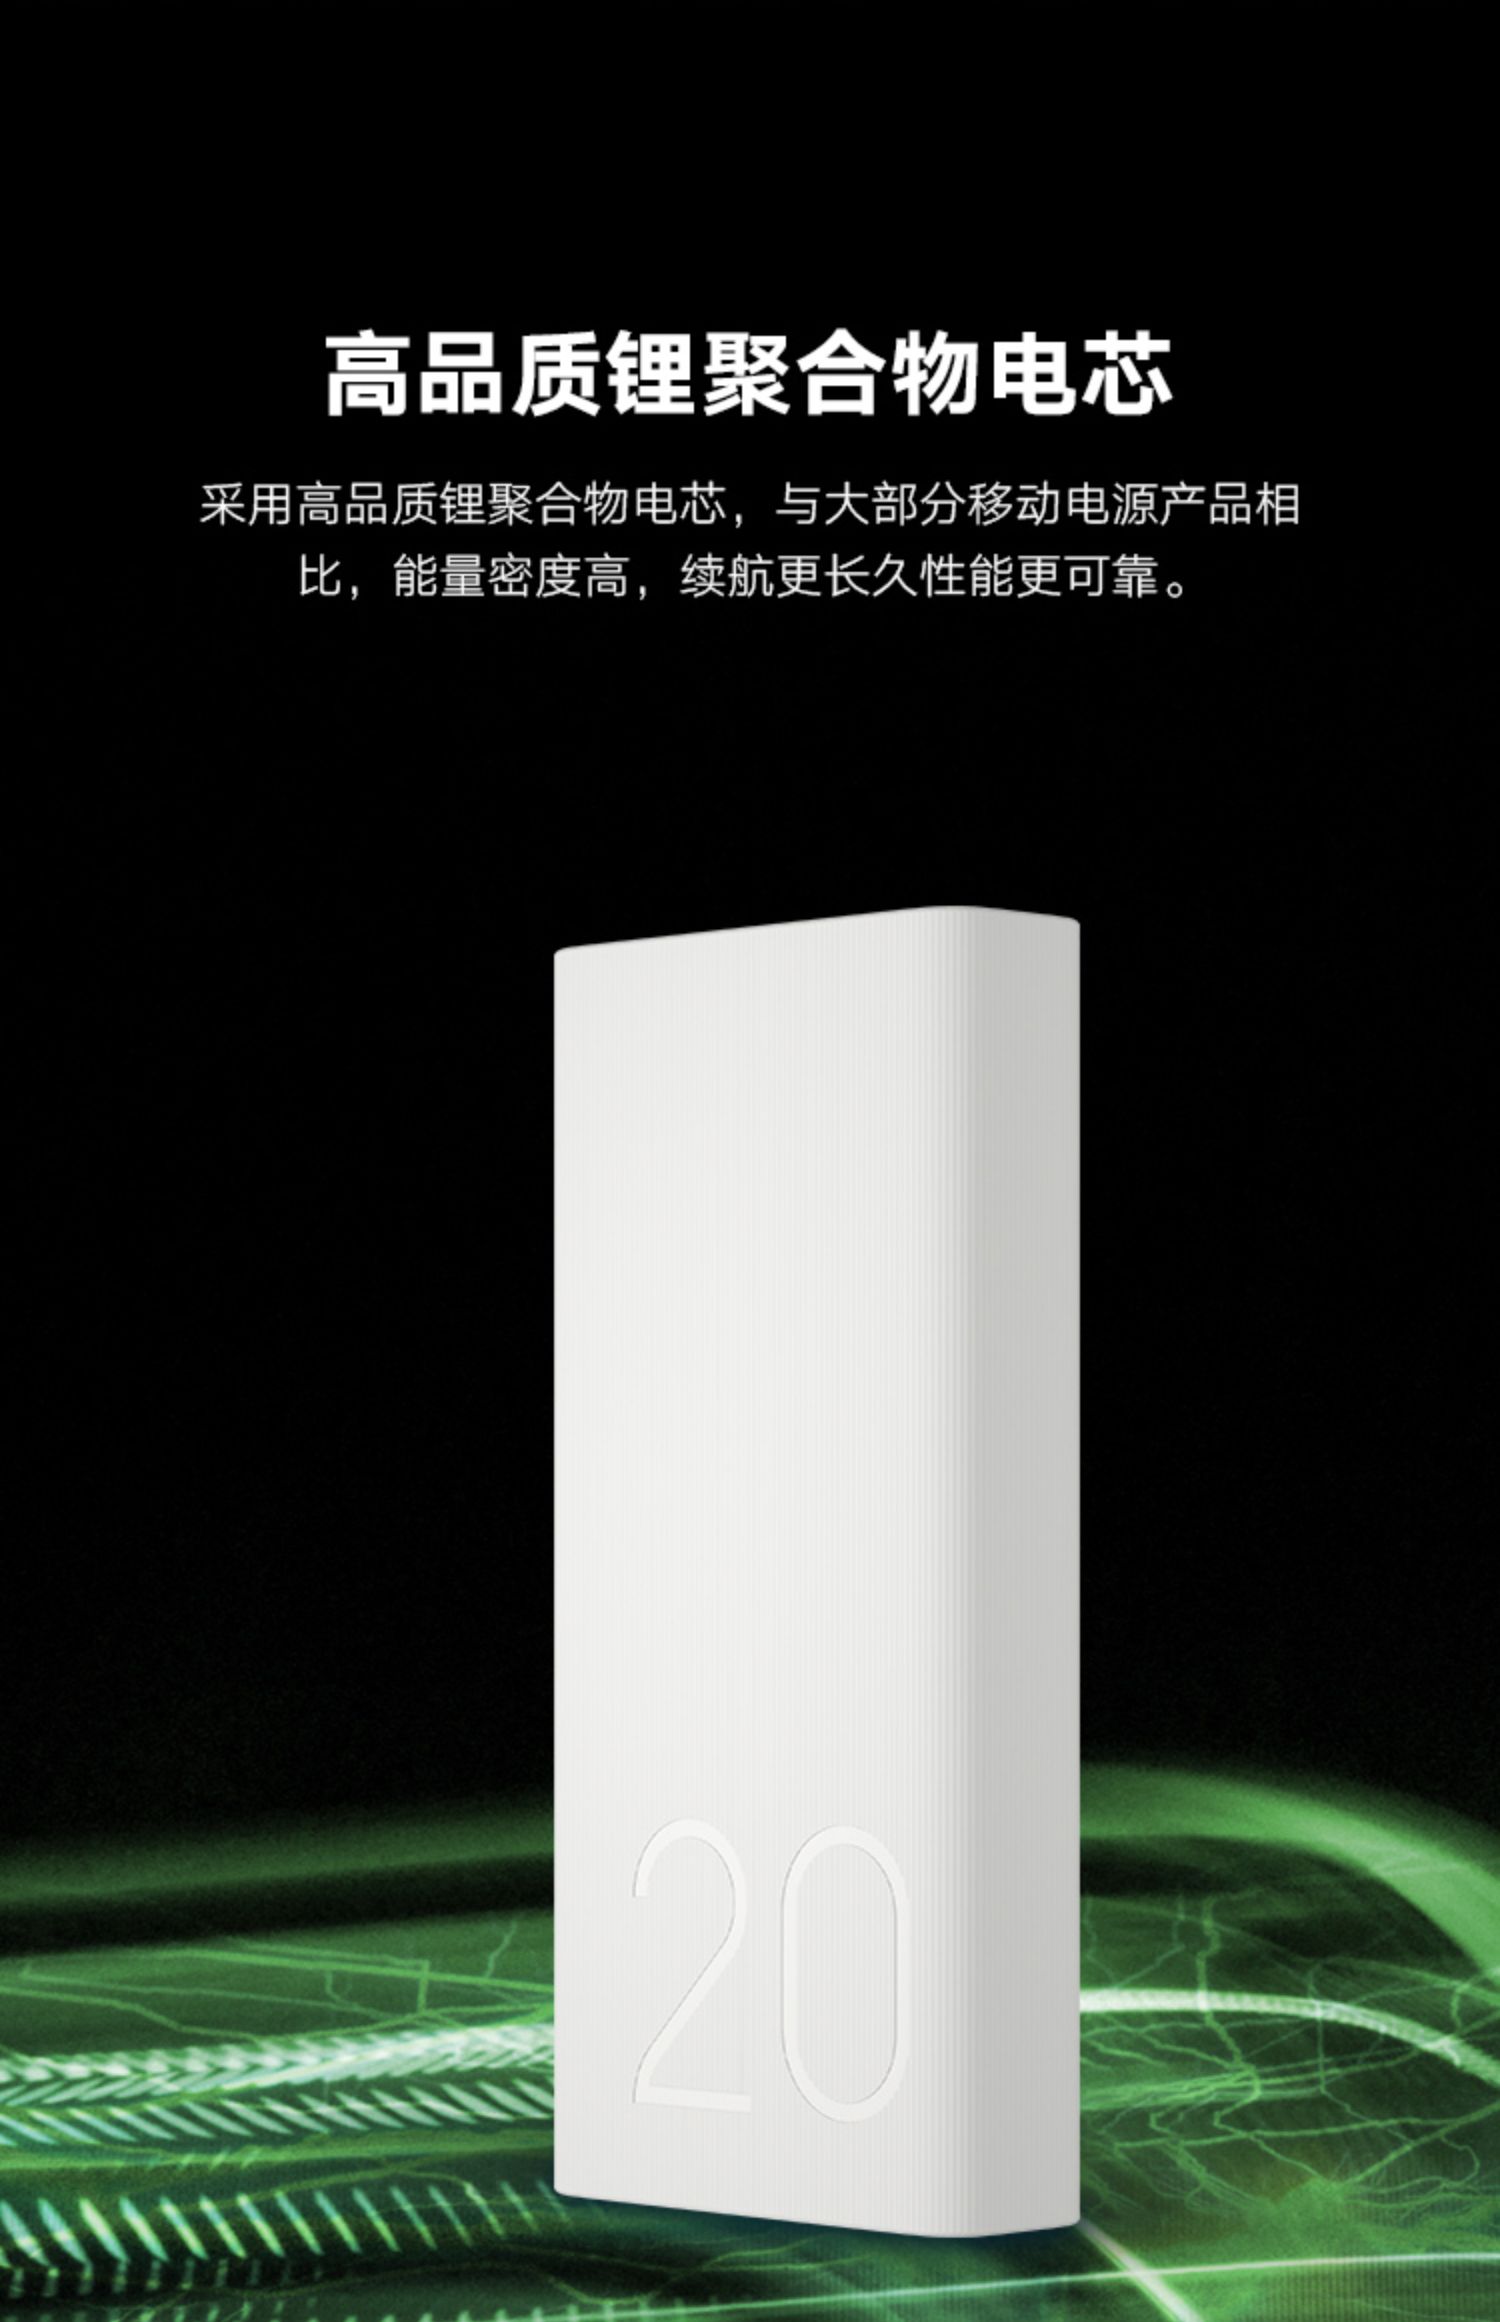 高品质锂聚合物电芯
采用高品质锂聚合物电芯，与大部分移动电源产品相
比，能量密度高，续航更长久性能更可靠。
20